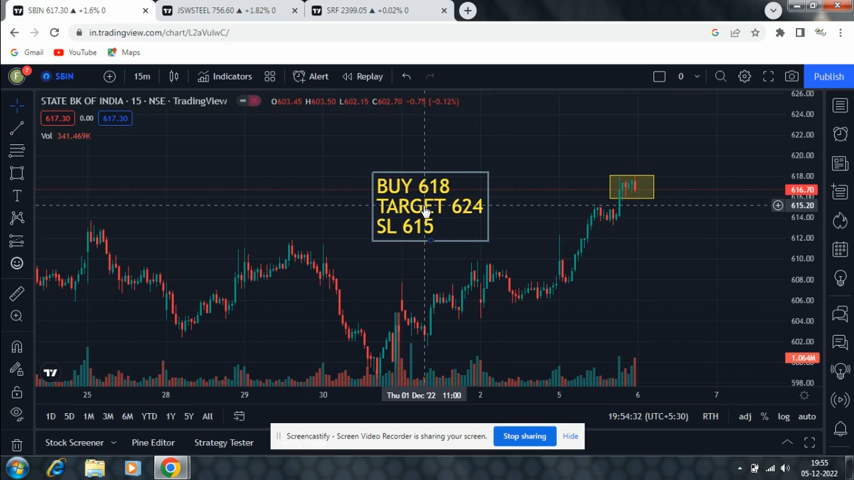 SBIN 617.30 ▲ +1.6% 0
JSWSTEEL 756.60 ▲ +1.82% 0
SRF 2399.05 ▲ +0.02% 0
in.tradingview.com/chart/L2aVulwC/
Gmail YouTube Maps
F 7 SBIN 15m Indicators Alert Replay 0 Publish
STATE BK OF INDIA · 15 · NSE · TradingView O603.45 H603.50 L602.15 C602.70 -0.75 (-0.12%)
617.30 0.00 617.30
Vol 341.469K
BUY 618
TARGET 624
SL 615
626.00
622.00
620.00
618.00
616.70
615.20
614.00
612.00
610.00
608.00
606.00
604.00
602.00
1.064M
598.00
25 28 29 30 Thu 01 Dec '22 11:00 2 5 6 7
1D 5D 1M 3M 6M YTD 1Y 5Y All 19:54:32 (UTC+5:30) RTH adj % log auto
Stock Screener Pine Editor Strategy Tester
Screencastify - Screen Video Recorder is sharing your screen. Stop sharing Hide
19:55
05-12-2022